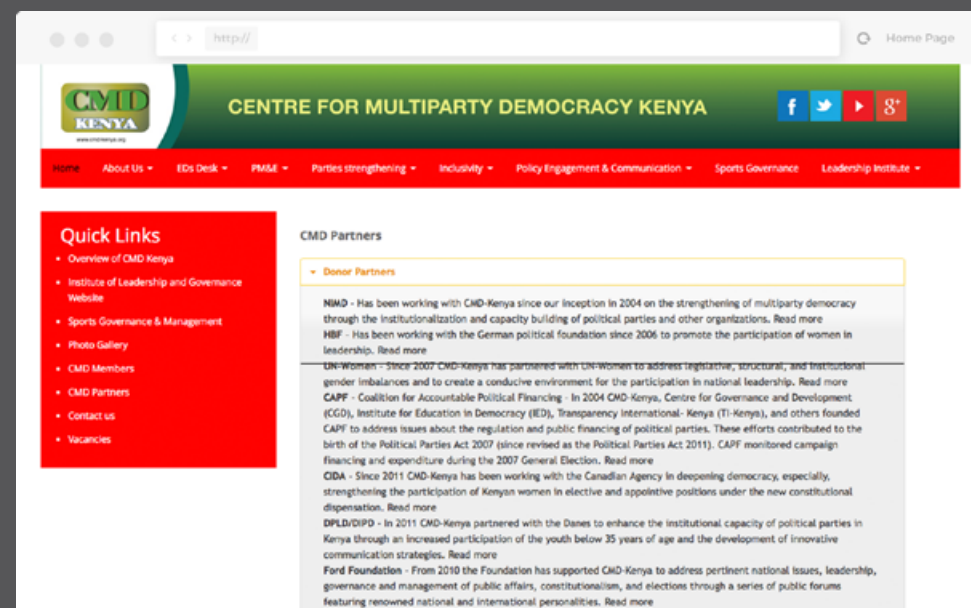 http://
Home Page
CMD
KENYA
www.cmdkenya.org
CENTRE FOR MULTIPARTY DEMOCRACY KENYA
f
8+
Home About Us EDs Desk PM&E Parties strengthening Inclusivity Policy Engagement & Communication Sports Governance Leadership Institute
Quick Links
Overview of CMD Kenya
Institute of Leadership and Governance
Website
Sports Governance & Management
Photo Gallery
CMD Members
CMD Partners
Contact us
Vacancies
CMD Partners
Donor Partners
NIMD - Has been working with CMD-Kenya since our inception in 2004 on the strengthening of multiparty democracy
through the institutionalization and capacity building of political parties and other organizations. Read more
HBF - Has been working with the German political foundation since 2006 to promote the participation of women in
leadership. Read more
UN-Women - Since 2007 CMD-Kenya has partnered with UN-Women to address legislative, structural, and institutional
gender imbalances and to create a conducive environment for the participation in national leadership. Read more
CAPF - Coalition for Accountable Political Financing - In 2004 CMD-Kenya, Centre for Governance and Development
(CGD), Institute for Education in Democracy (IED), Transparency International- Kenya (TI-Kenya), and others founded
CAPF to address issues about the regulation and public financing of political parties. These efforts contributed to the
birth of the Political Parties Act 2007 (since revised as the Political Parties Act 2011). CAPF monitored campaign
financing and expenditure during the 2007 General Election. Read more
CIDA - Since 2011 CMD-Kenya has been working with the Canadian Agency in deepening democracy, especially,
strengthening the participation of Kenyan women in elective and appointive positions under the new constitutional
dispensation. Read more
DPLD/DIPD - In 2011 CMD-Kenya partnered with the Danes to enhance the institutional capacity of political parties in
Kenya through an increased participation of the youth below 35 years of age and the development of innovative
communication strategies. Read more
Ford Foundation - From 2010 the Foundation has supported CMD-Kenya to address pertinent national issues, leadership,
governance and management of public affairs, constitutionalism, and elections through a series of public forums
featuring renowned national and international personalities. Read more